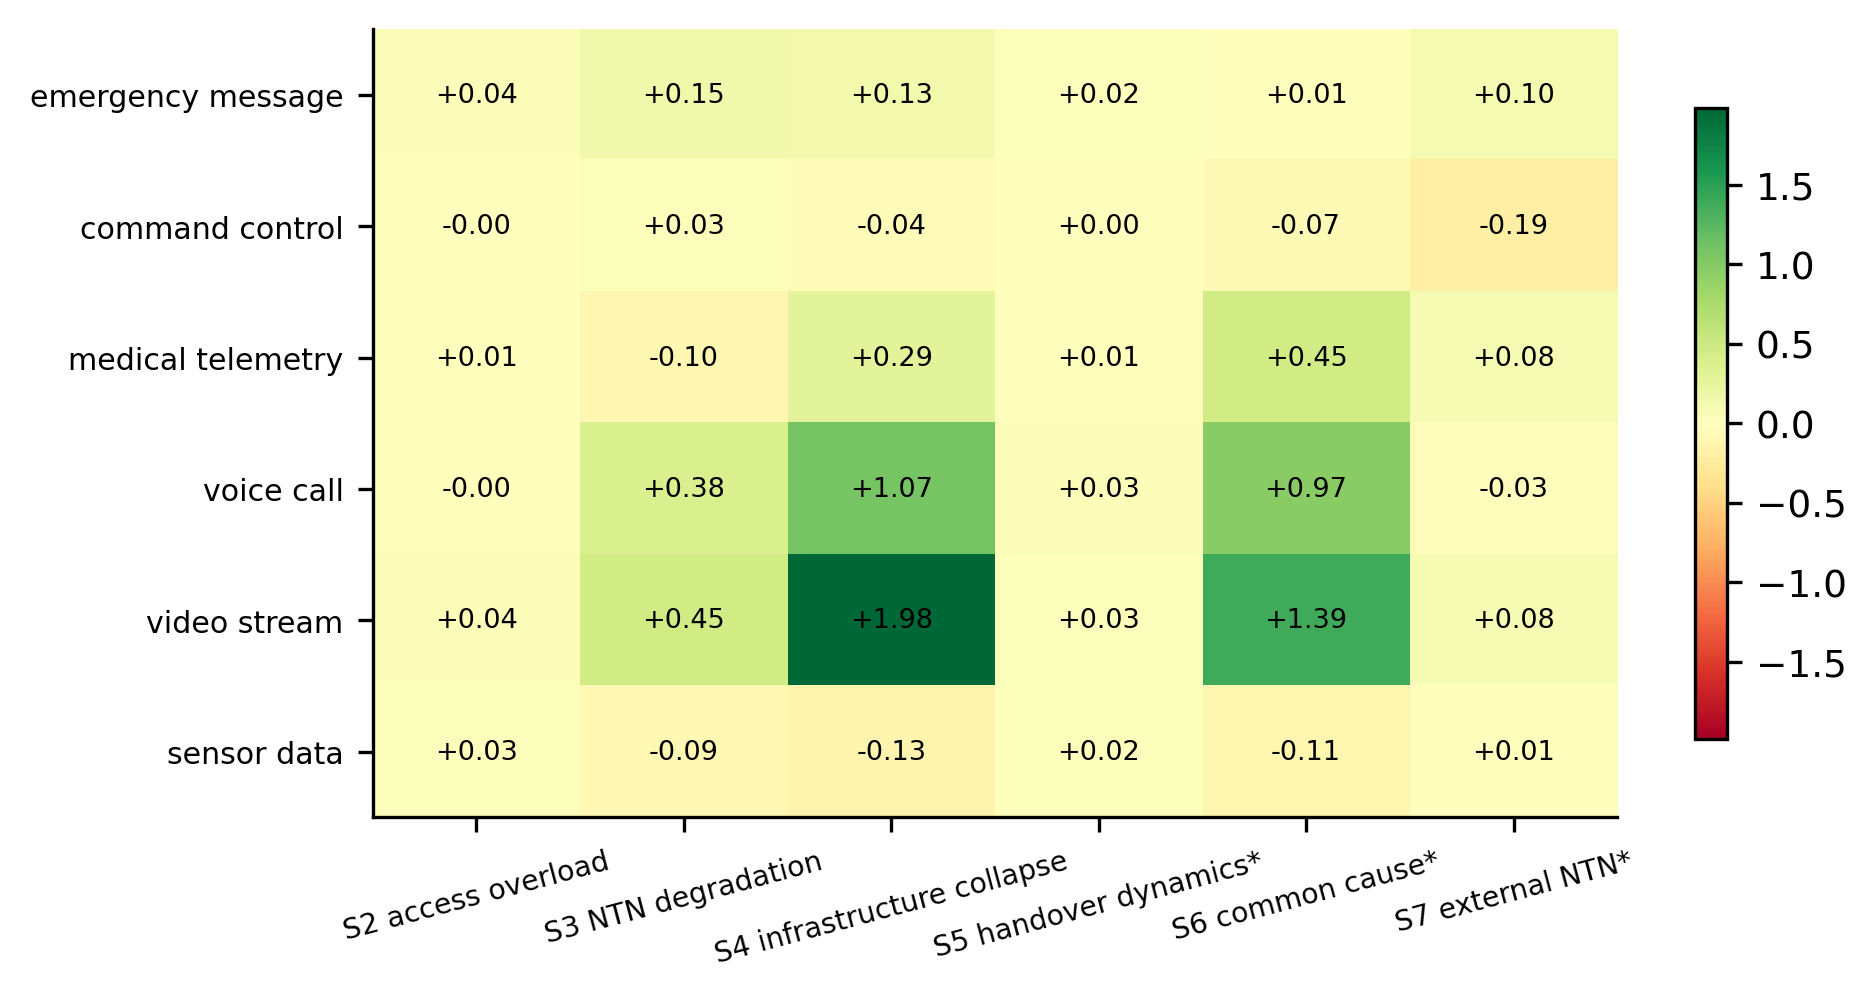 emergency message +0.04 +0.15 +0.13 +0.02 +0.01 +0.10
command control -0.00 +0.03 -0.04 +0.00 -0.07 -0.19
medical telemetry +0.01 -0.10 +0.29 +0.01 +0.45 +0.08
voice call -0.00 +0.38 +1.07 +0.03 +0.97 -0.03
video stream +0.04 +0.45 +1.98 +0.03 +1.39 +0.08
sensor data +0.03 -0.09 -0.13 +0.02 -0.11 +0.01
S2 access overload
S3 NTN degradation
S4 infrastructure collapse
S5 handover dynamics*
S6 common cause*
S7 external NTN*
1.5
1.0
0.5
0.0
−0.5
−1.0
−1.5